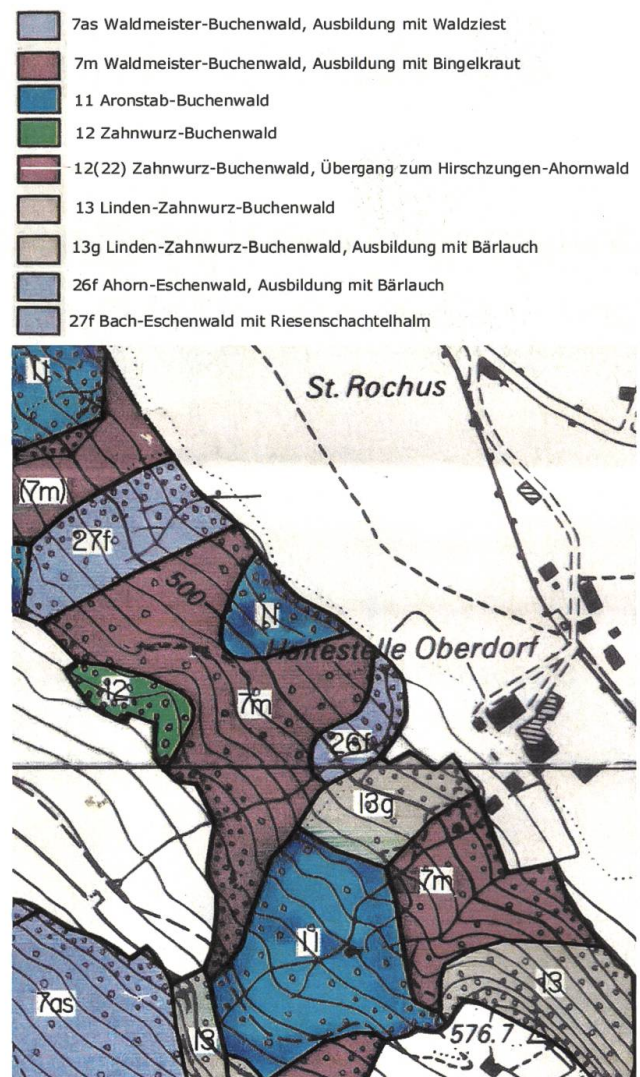 7as Waldmeister-Buchenwald, Ausbildung mit Waldziest
7m Waldmeister-Buchenwald, Ausbildung mit Bingelkraut
11 Aronstab-Buchenwald
12 Zahnwurz-Buchenwald
12(22) Zahnwurz-Buchenwald, Übergang zum Hirschzungen-Ahornwald
13 Linden-Zahnwurz-Buchenwald
13g Linden-Zahnwurz-Buchenwald, Ausbildung mit Bärlauch
26f Ahorn-Eschenwald, Ausbildung mit Bärlauch
27f Bach-Eschenwald mit Riesenschachtelhalm
11
St. Rochus
(7m)
27f
500
11
Haltestelle Oberdorf
12
7m
26f
13g
7m
11
13
7as
13
576.7